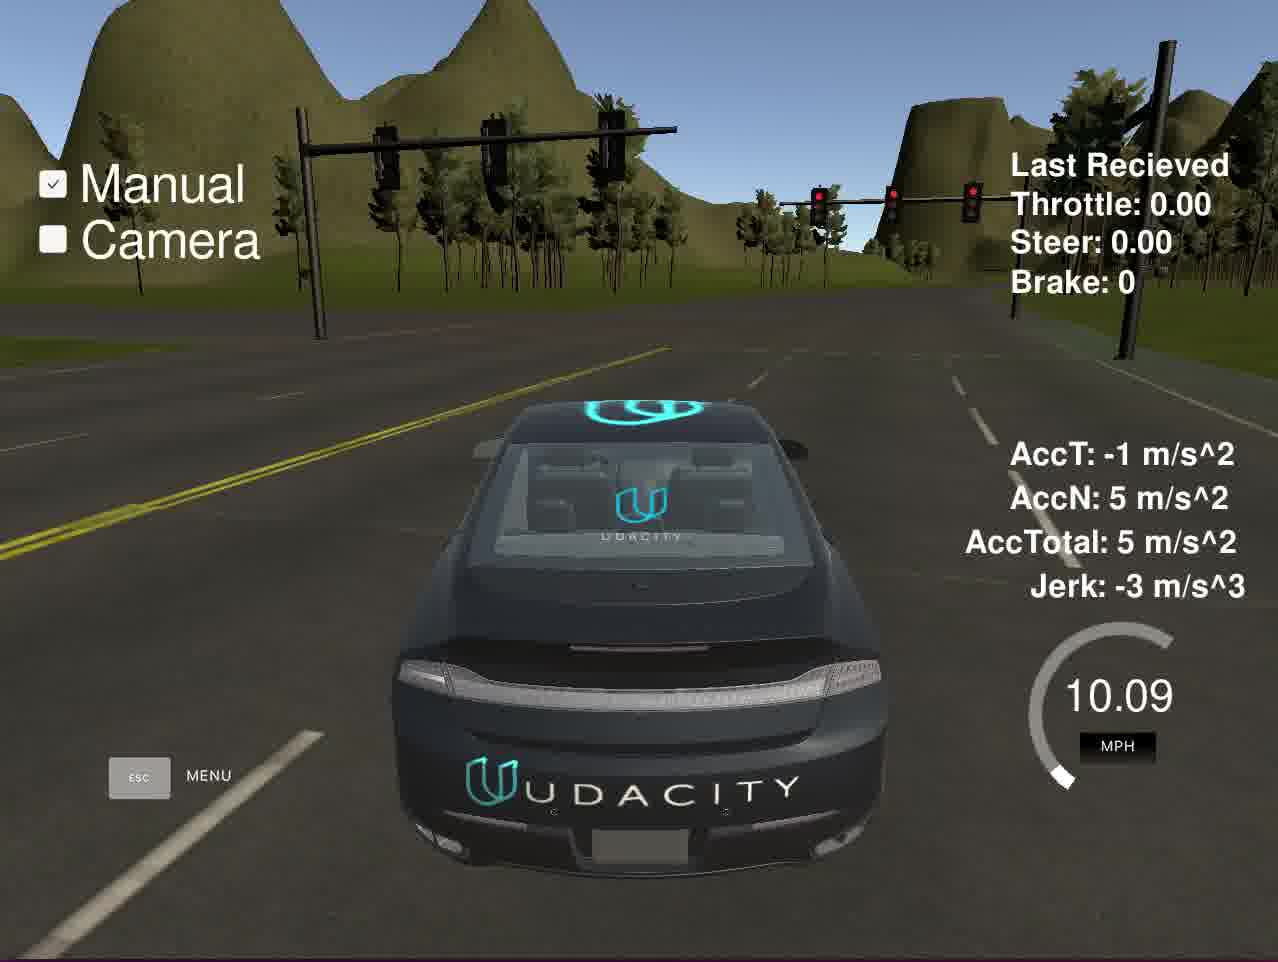 Manual
Camera
Last Recieved
Throttle: 0.00
Steer: 0.00
Brake: 0
AccT: -1 m/s^2
AccN: 5 m/s^2
AccTotal: 5 m/s^2
Jerk: -3 m/s^3
10.09
MPH
UDACITY
ESC MENU
UDACITY